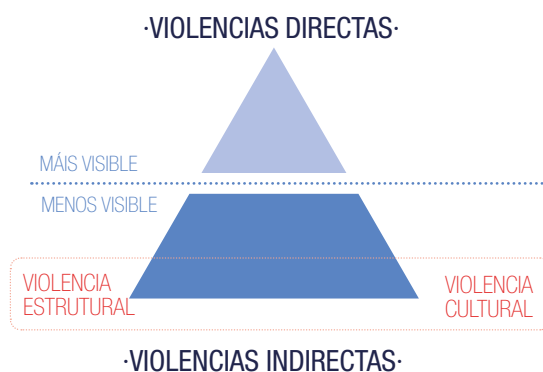 ·VIOLENCIAS DIRECTAS·
MÁIS VISIBLE
MENOS VISIBLE
VIOLENCIA
ESTRUTURAL
VIOLENCIA
CULTURAL
·VIOLENCIAS INDIRECTAS·